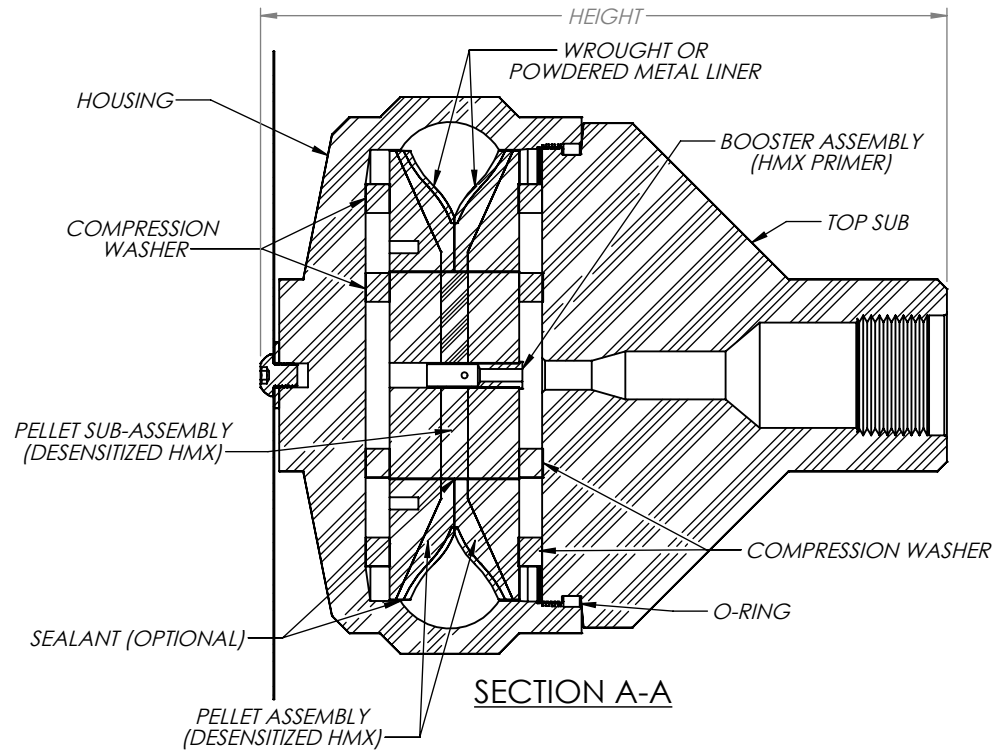 HEIGHT
WROUGHT OR
POWDERED METAL LINER
HOUSING
BOOSTER ASSEMBLY
(HMX PRIMER)
TOP SUB
COMPRESSION
WASHER
PELLET SUB-ASSEMBLY
(DESENSITIZED HMX)
COMPRESSION WASHER
O-RING
SEALANT (OPTIONAL)
SECTION A-A
PELLET ASSEMBLY
(DESENSITIZED HMX)